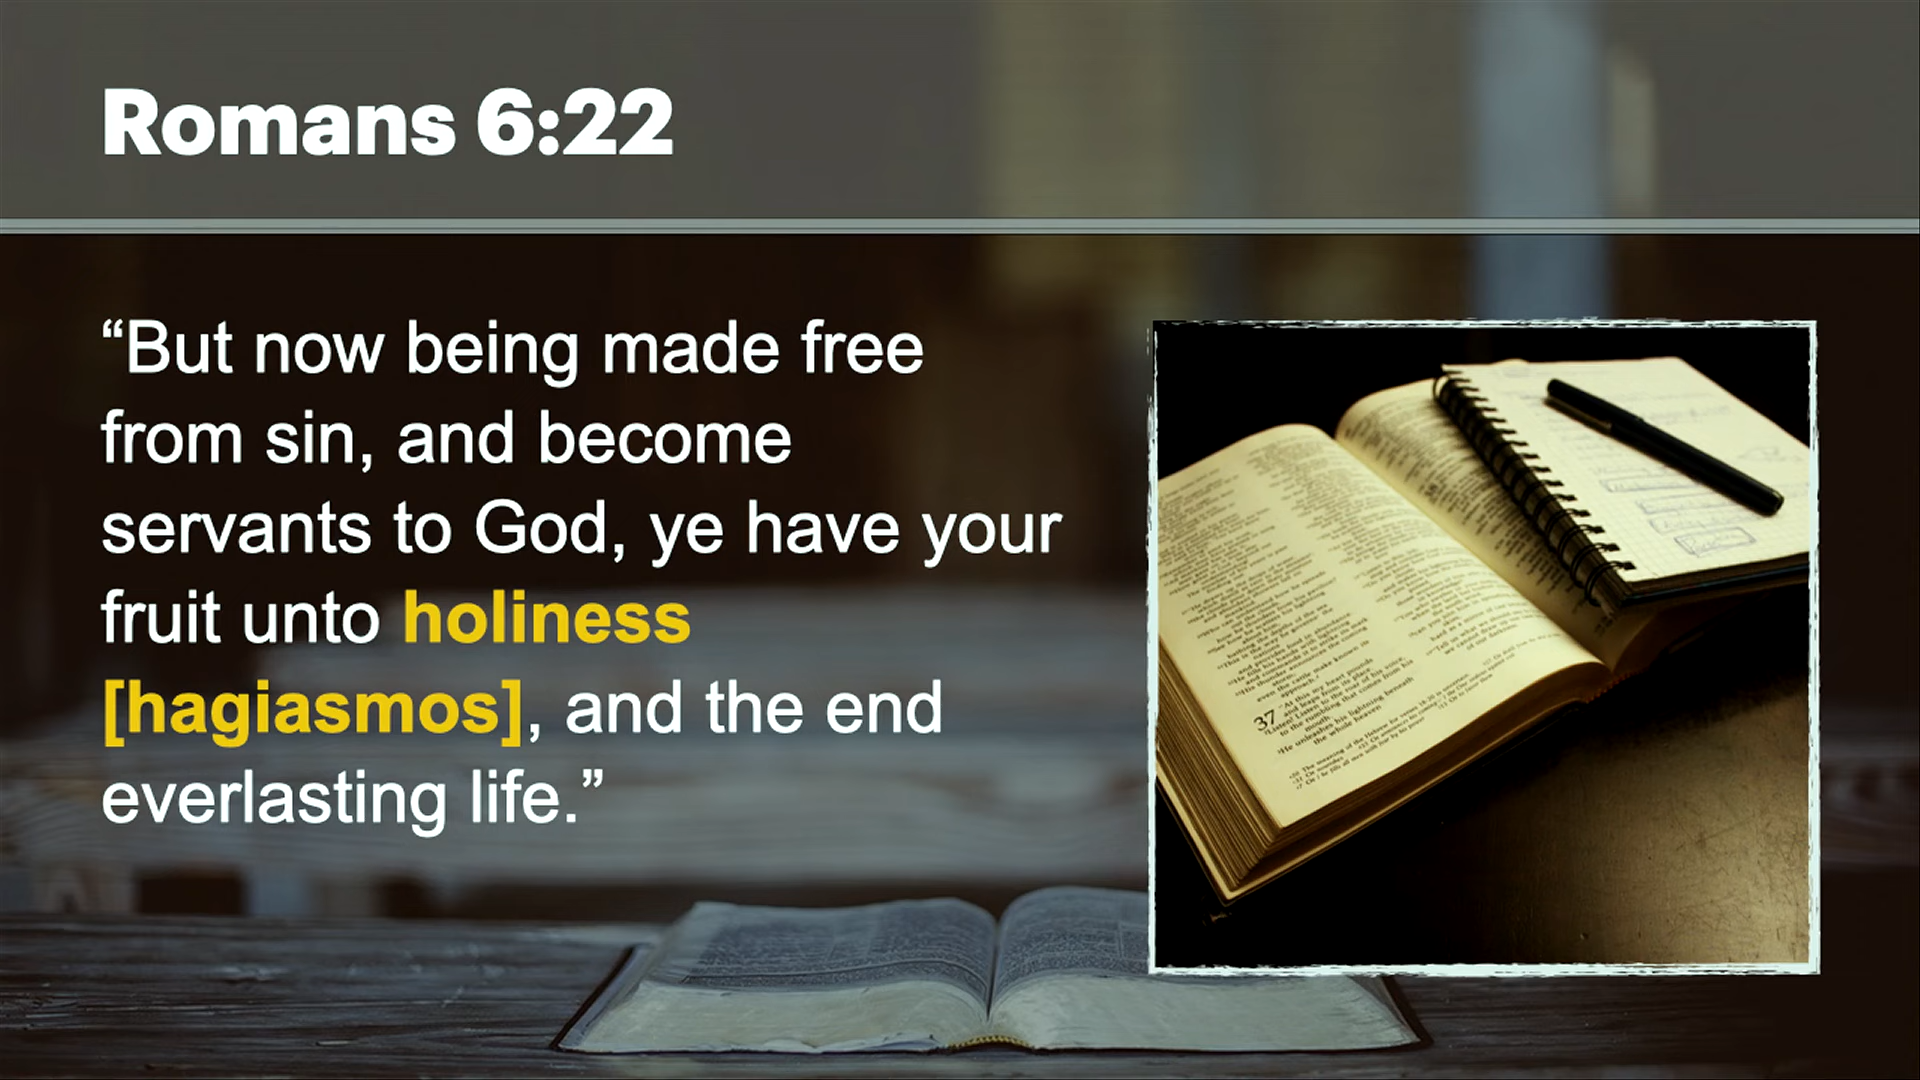 Romans 6:22
“But now being made free
from sin, and become
servants to God, ye have your
fruit unto holiness
[hagiasmos], and the end
everlasting life.”
37